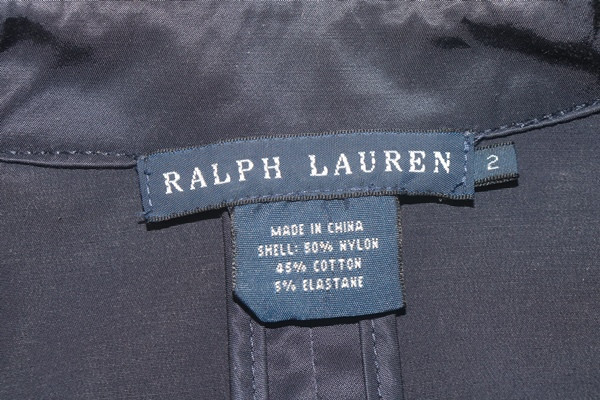 RALPH LAUREN
2
MADE IN CHINA
SHELL: 50% NYLON
45% COTTON
5% ELASTANE